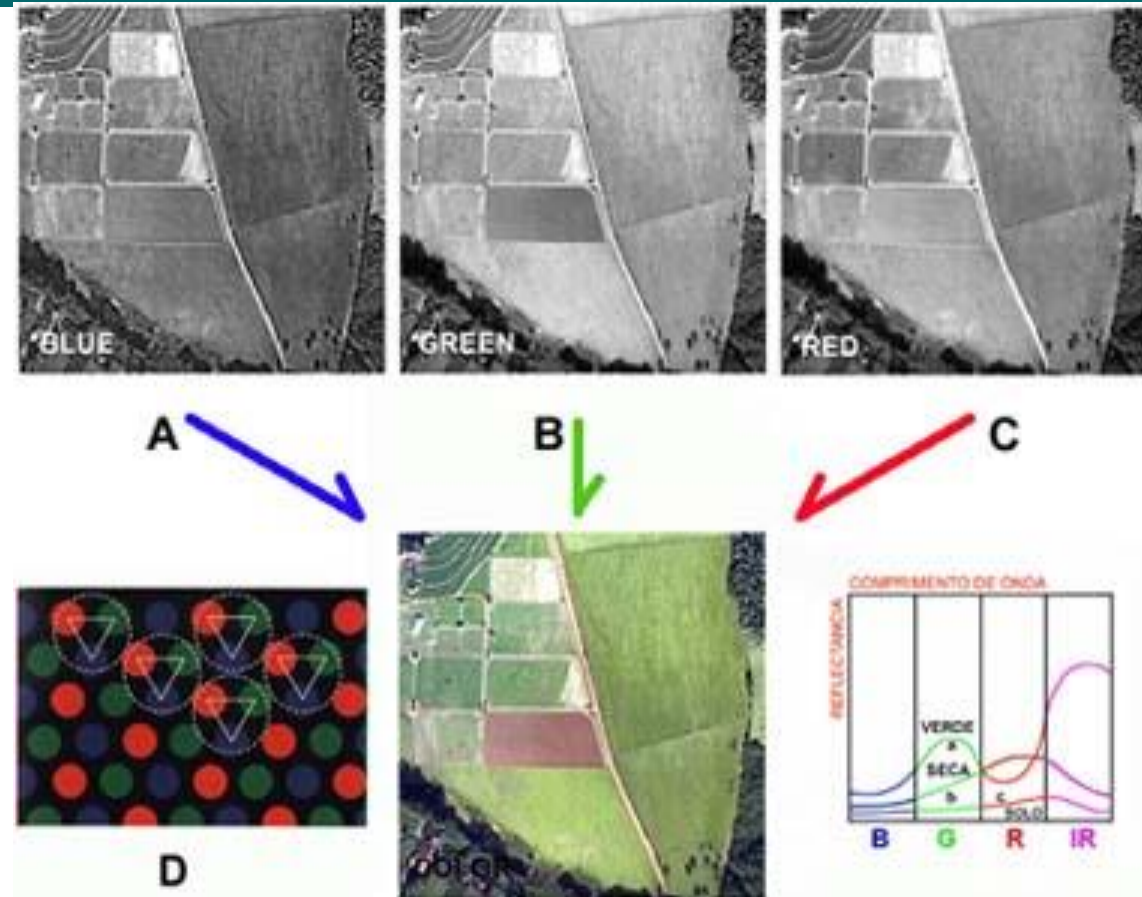 *BLUE
*GREEN
*RED
A
B
C
COMPRIMENTO DE ONDA
REFLECTANCIA
VERDE
a
SECA
b
c
SOLO
B G R IR
D